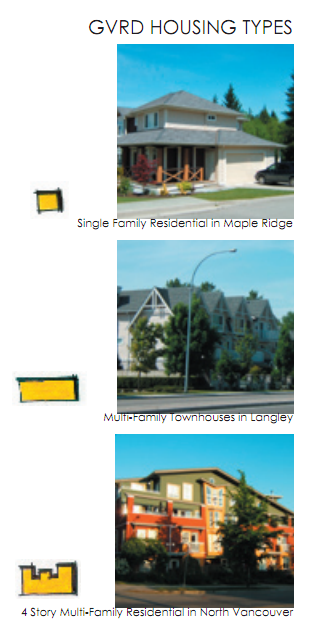 GVRD HOUSING TYPES
Single Family Residential in Maple Ridge
Multi-Family Townhouses in Langley
4 Story Multi-Family Residential in North Vancouver